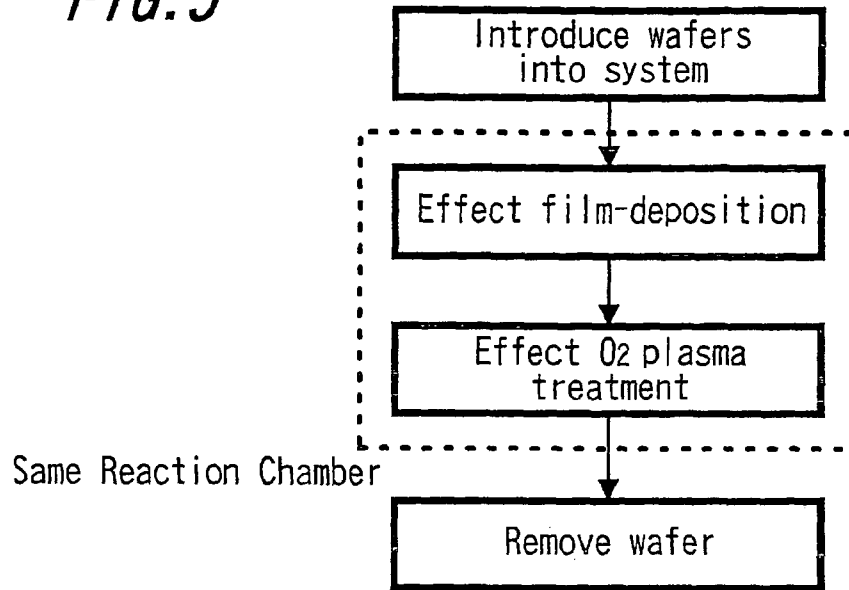 FIG.5
Introduce wafers
into system
Effect film-deposition
Effect O2 plasma
treatment
Same Reaction Chamber
Remove wafer